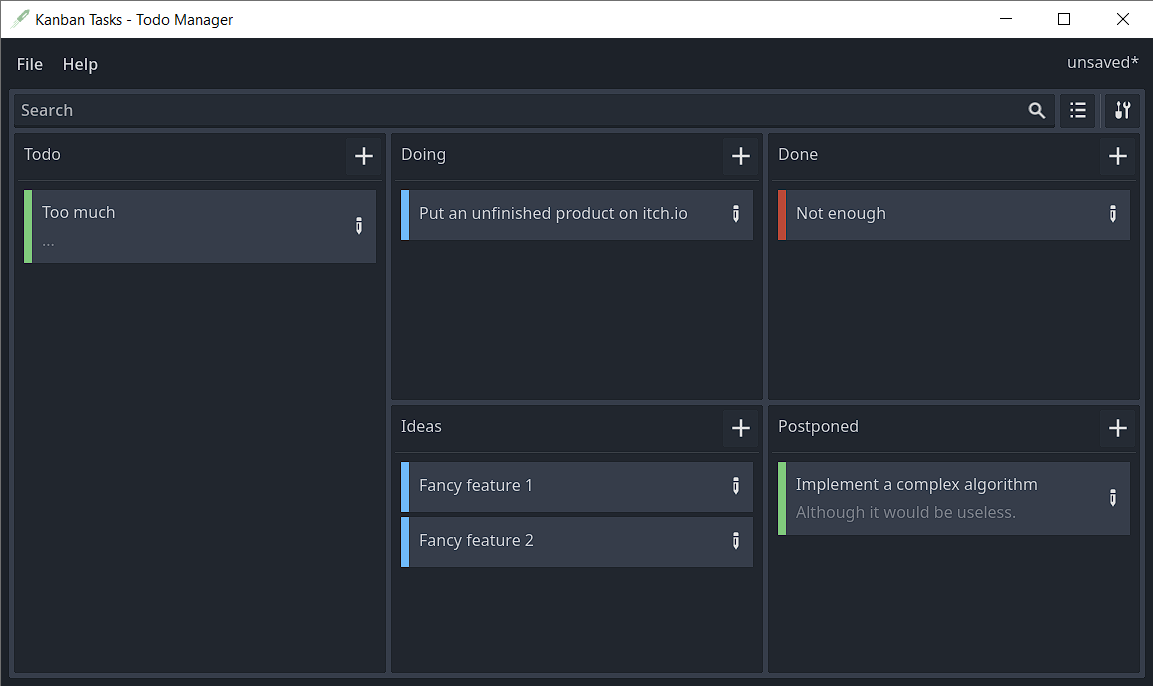 Kanban Tasks - Todo Manager
File Help
unsaved*
Search
Todo
Too much
...
Doing
Put an unfinished product on itch.io
Done
Not enough
Ideas
Fancy feature 1
Fancy feature 2
Postponed
Implement a complex algorithm
Although it would be useless.